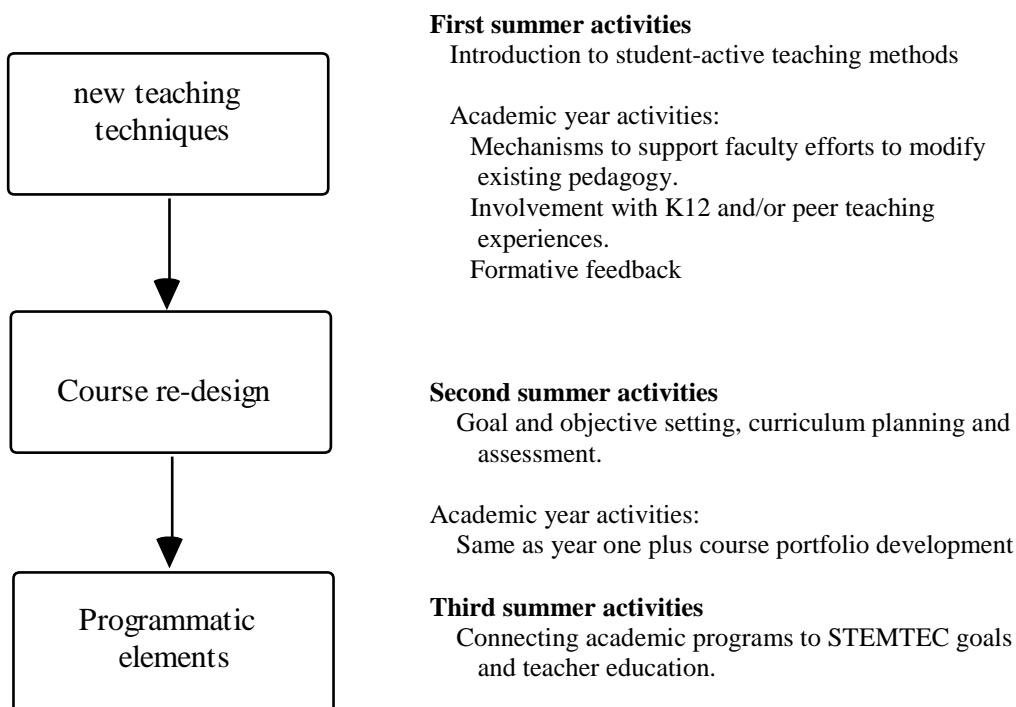 First summer activities
Introduction to student-active teaching methods
new teaching
techniques
Academic year activities:
Mechanisms to support faculty efforts to modify
existing pedagogy.
Involvement with K12 and/or peer teaching
experiences.
Formative feedback
Course re-design
Second summer activities
Goal and objective setting, curriculum planning and
assessment.
Academic year activities:
Same as year one plus course portfolio development
Programmatic
elements
Third summer activities
Connecting academic programs to STEMTEC goals
and teacher education.